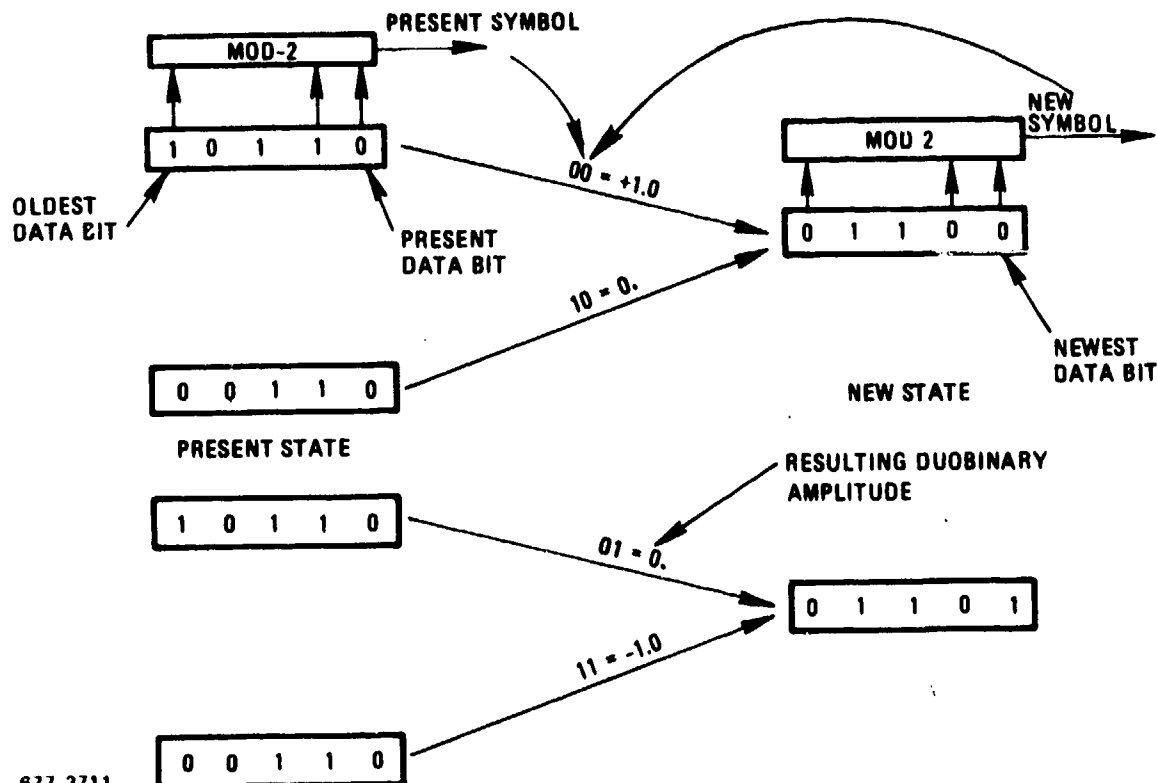 PRESENT SYMBOL
MOD-2
1 0 1 1 0
OLDEST
DATA BIT
PRESENT
DATA BIT
00 = +1.0
NEW
SYMBOL
MOD 2
0 1 1 0 0
10 = 0.
NEWEST
DATA BIT
0 0 1 1 0
NEW STATE
PRESENT STATE
RESULTING DUOBINARY
AMPLITUDE
1 0 1 1 0
01 = 0.
0 1 1 0 1
11 = -1.0
0 0 1 1 0